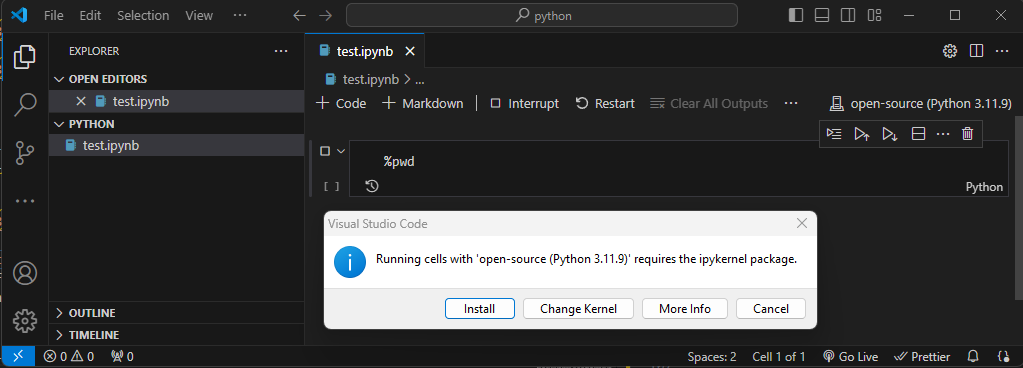 File Edit Selection View ··· python
EXPLORER ···
OPEN EDITORS
test.ipynb
PYTHON
test.ipynb
OUTLINE
TIMELINE
test.ipynb
test.ipynb > ...
+ Code + Markdown Interrupt Restart Clear All Outputs ··· open-source (Python 3.11.9)
%pwd
[ ] Python
Visual Studio Code
Running cells with 'open-source (Python 3.11.9)' requires the ipykernel package.
Install Change Kernel More Info Cancel
0 0 0 Spaces: 2 Cell 1 of 1 Go Live Prettier